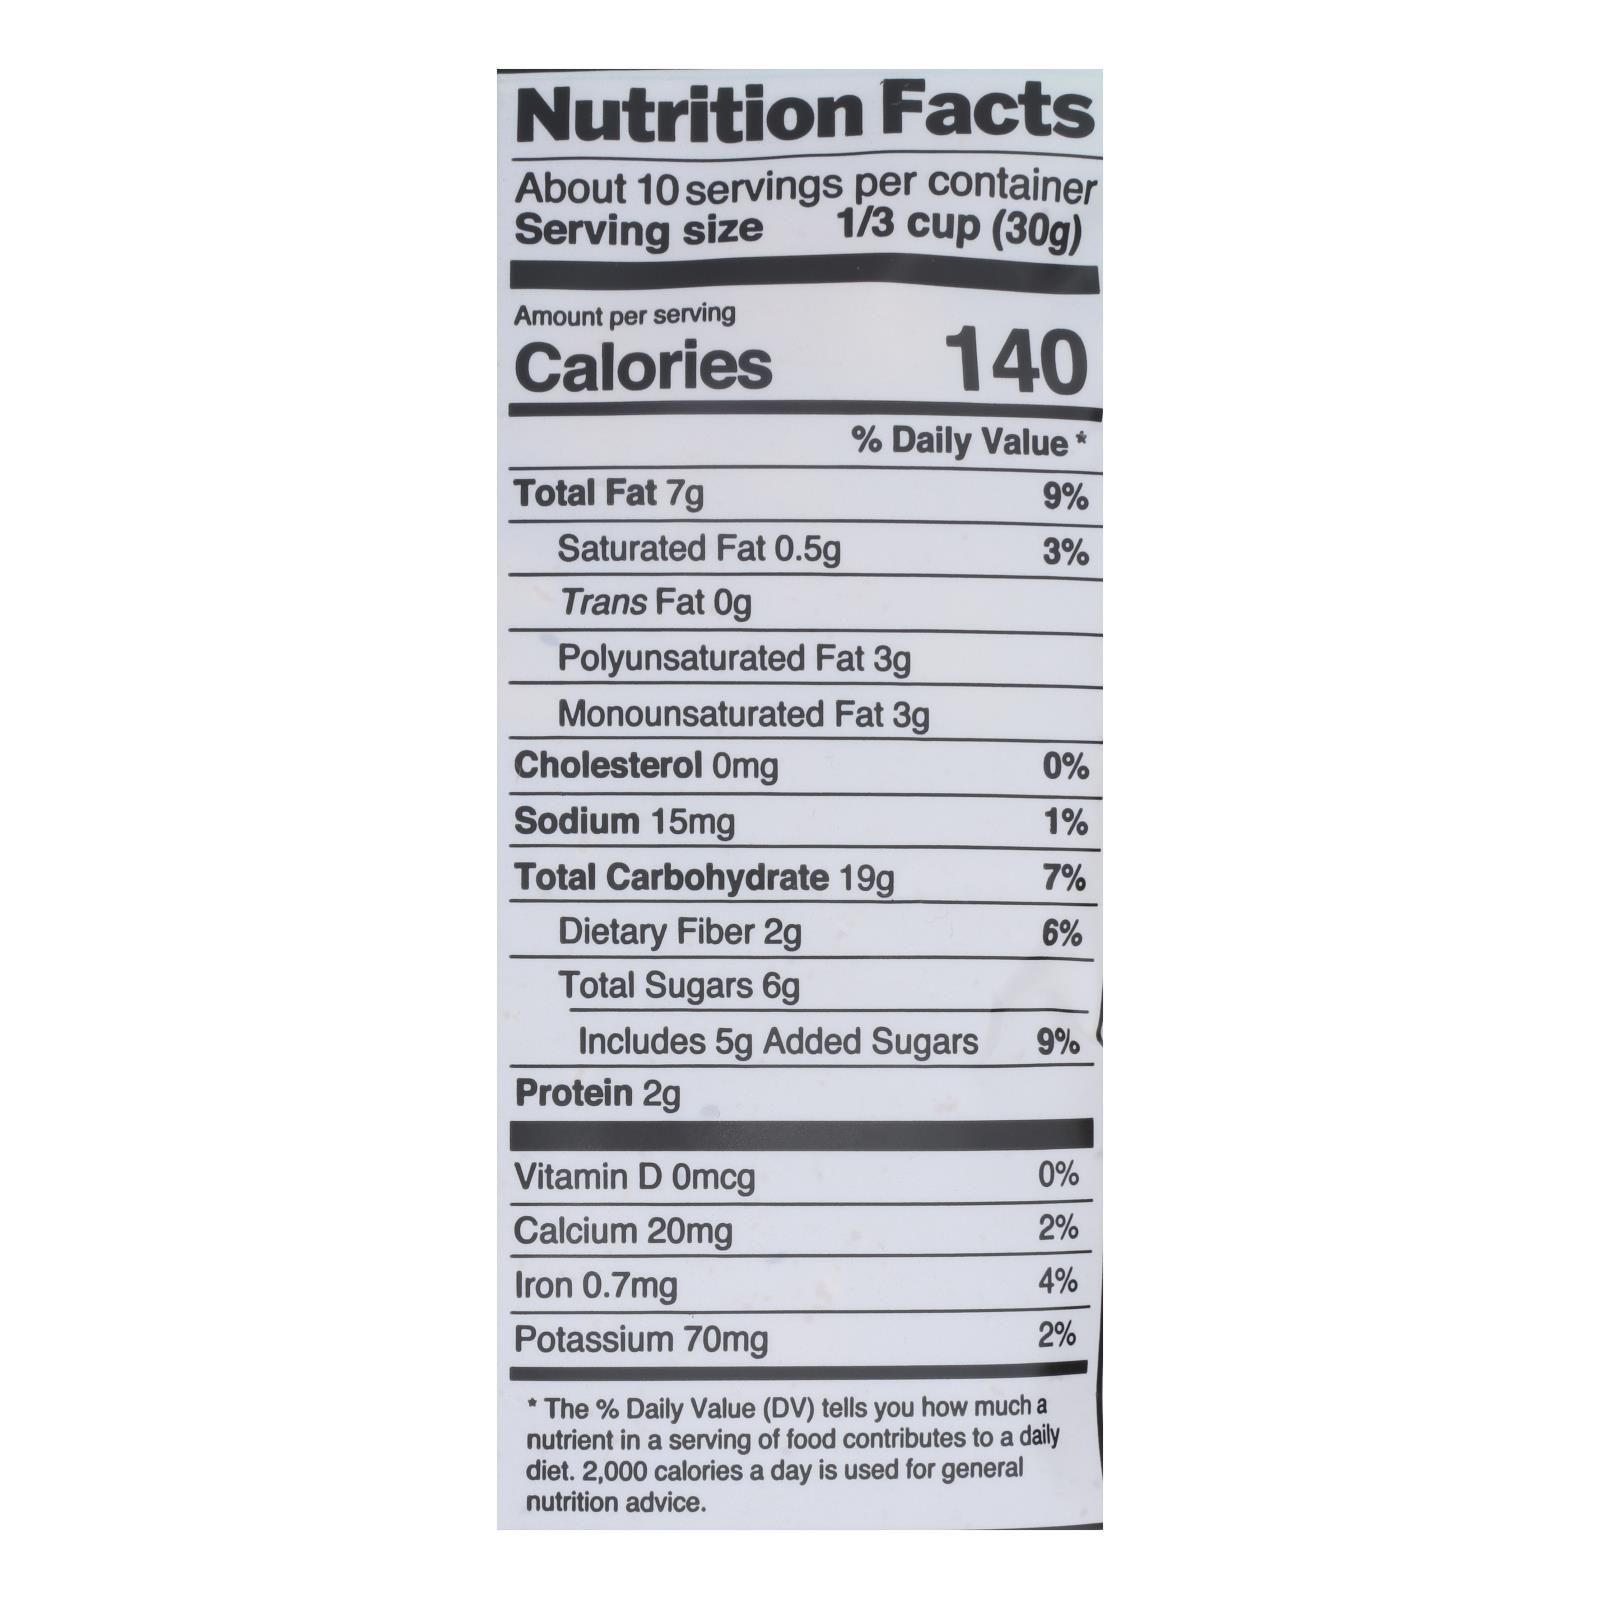 Nutrition Facts
About 10 servings per container
Serving size 1/3 cup (30g)
Amount per serving
Calories 140
% Daily Value *
Total Fat 7g 9%
Saturated Fat 0.5g 3%
Trans Fat 0g
Polyunsaturated Fat 3g
Monounsaturated Fat 3g
Cholesterol 0mg 0%
Sodium 15mg 1%
Total Carbohydrate 19g 7%
Dietary Fiber 2g 6%
Total Sugars 6g
Includes 5g Added Sugars 9%
Protein 2g
Vitamin D 0mcg 0%
Calcium 20mg 2%
Iron 0.7mg 4%
Potassium 70mg 2%
* The % Daily Value (DV) tells you how much a
nutrient in a serving of food contributes to a daily
diet. 2,000 calories a day is used for general
nutrition advice.